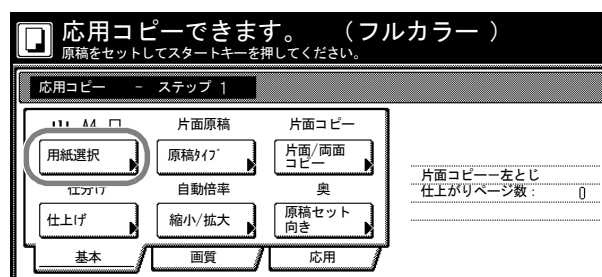 応用コピーできます。 （フルカラー ）
原稿をセットしてスタートキーを押してください。
応用コピー - ステップ 1
片面原稿 片面コピー
用紙選択 原稿ﾀｲﾌﾟ 片面/両面
コピー
仕分け 自動倍率 奥
仕上げ 縮小/拡大 原稿セット
向き
基本 画質 応用
片面コピーー左とじ
仕上がりページ数： 0